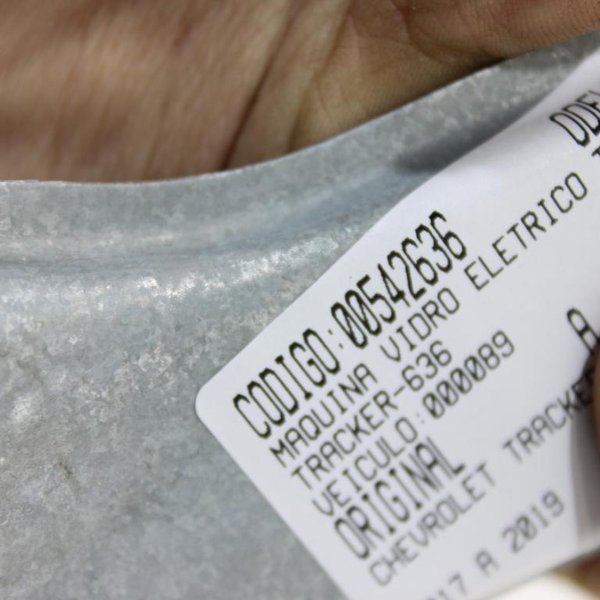 CODIGO:00542636
MAQUINA VIDRO ELETRICO
TRACKER-636
VEICULO:000089 A
ORIGINAL
CHEVROLET TRACKER
A 2019